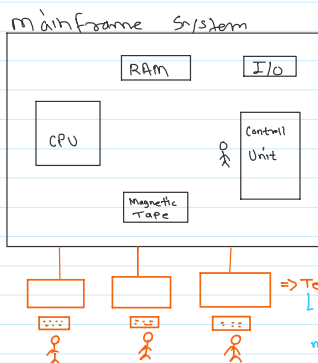 Mainframe System
RAM
I/O
CPU
Controll
Unit
Magnetic
TAPE
=> Te